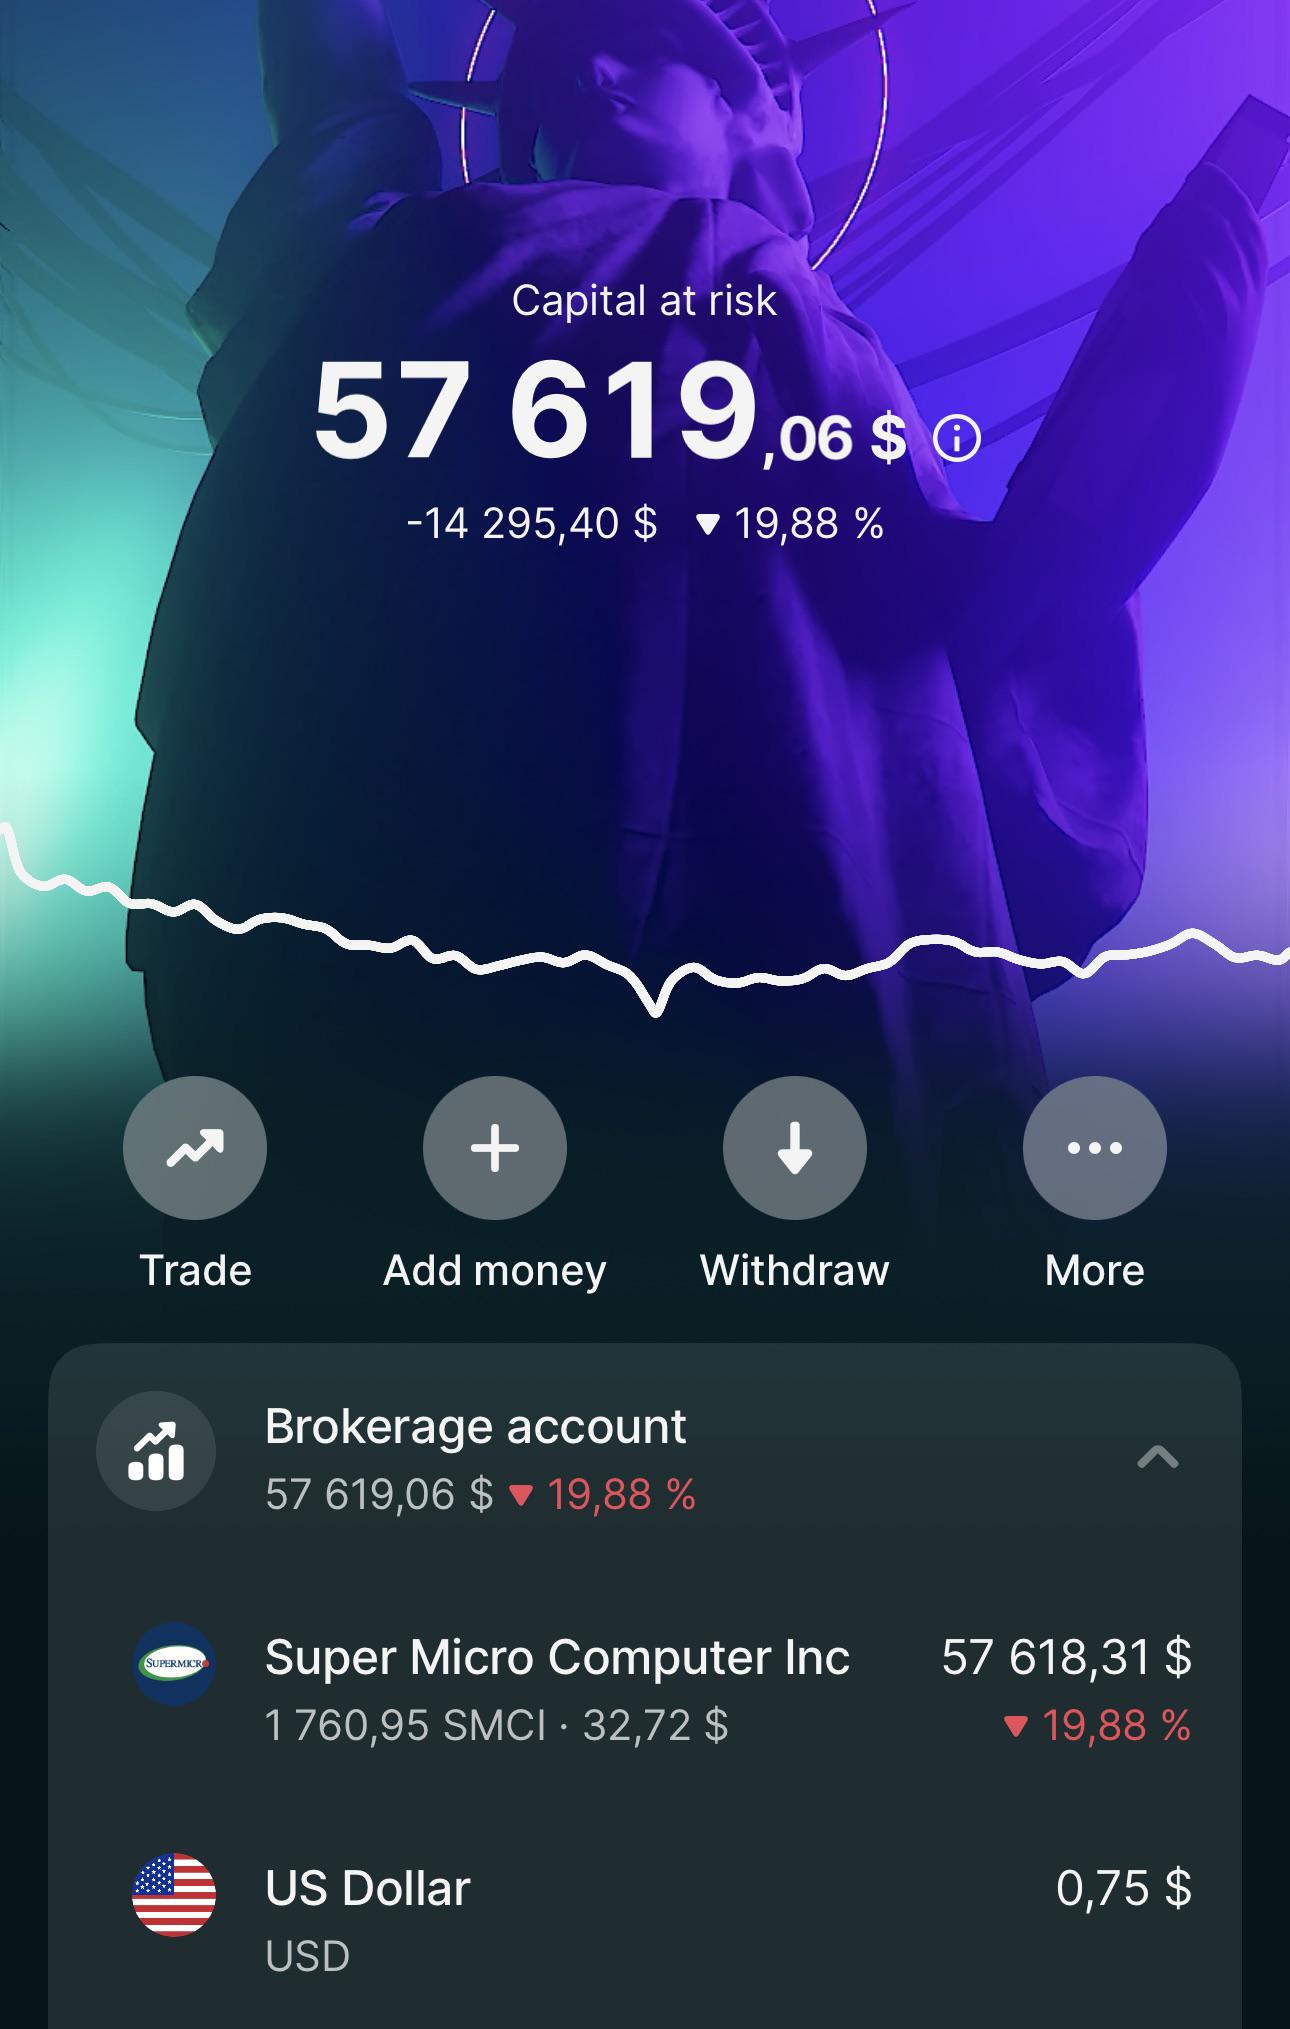 Capital at risk
57 619,06 $
-14 295,40 $ ▼ 19,88 %
Trade
Add money
Withdraw
More
Brokerage account
57 619,06 $ ▼ 19,88 %
SUPERMICR
Super Micro Computer Inc
57 618,31 $
1 760,95 SMCI · 32,72 $
▼ 19,88 %
US Dollar
0,75 $
USD